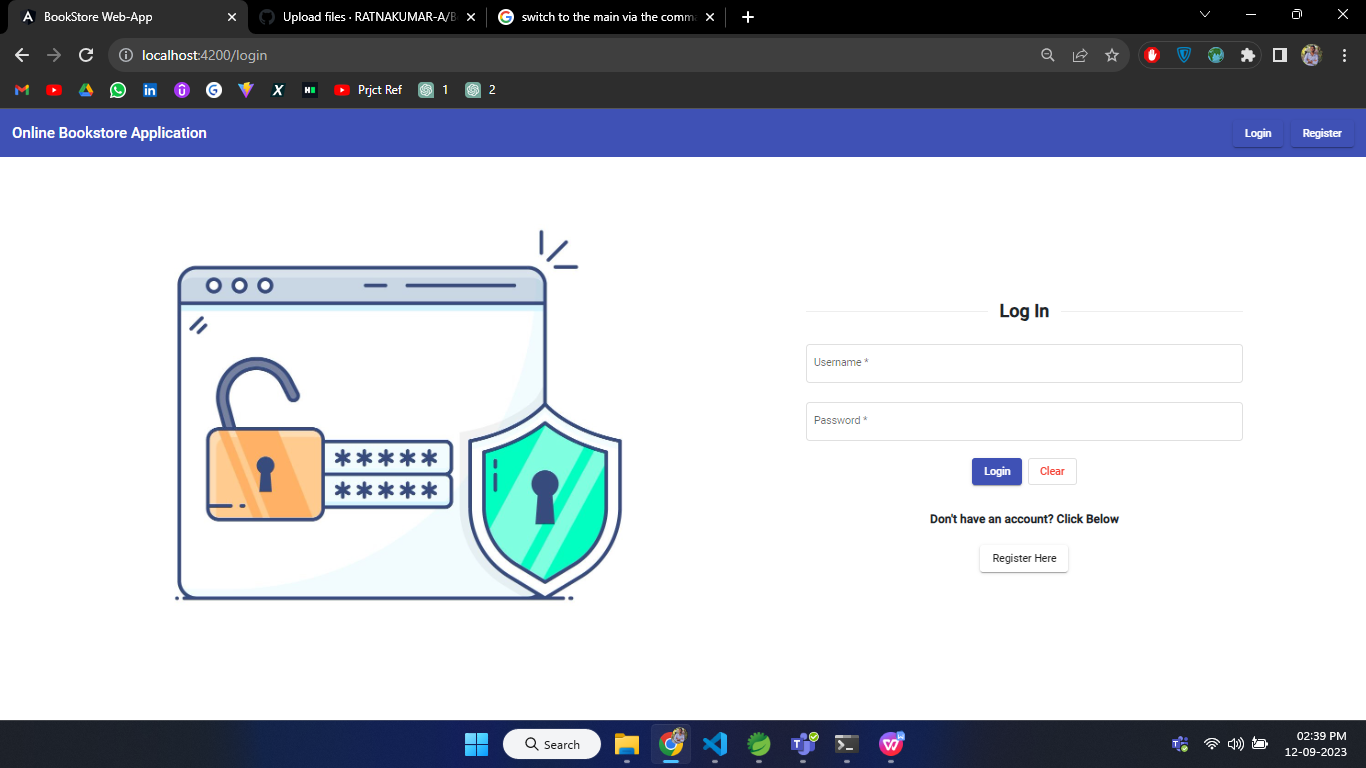 BookStore Web-App
Upload files · RATNAKUMAR-A/B
switch to the main via the comma
localhost:4200/login
Prjct Ref
1
2
Online Bookstore Application
Login
Register
Log In
Username *
Password *
*****
*****
Login
Clear
Don't have an account? Click Below
Register Here
Search
02:39 PM
12-09-2023